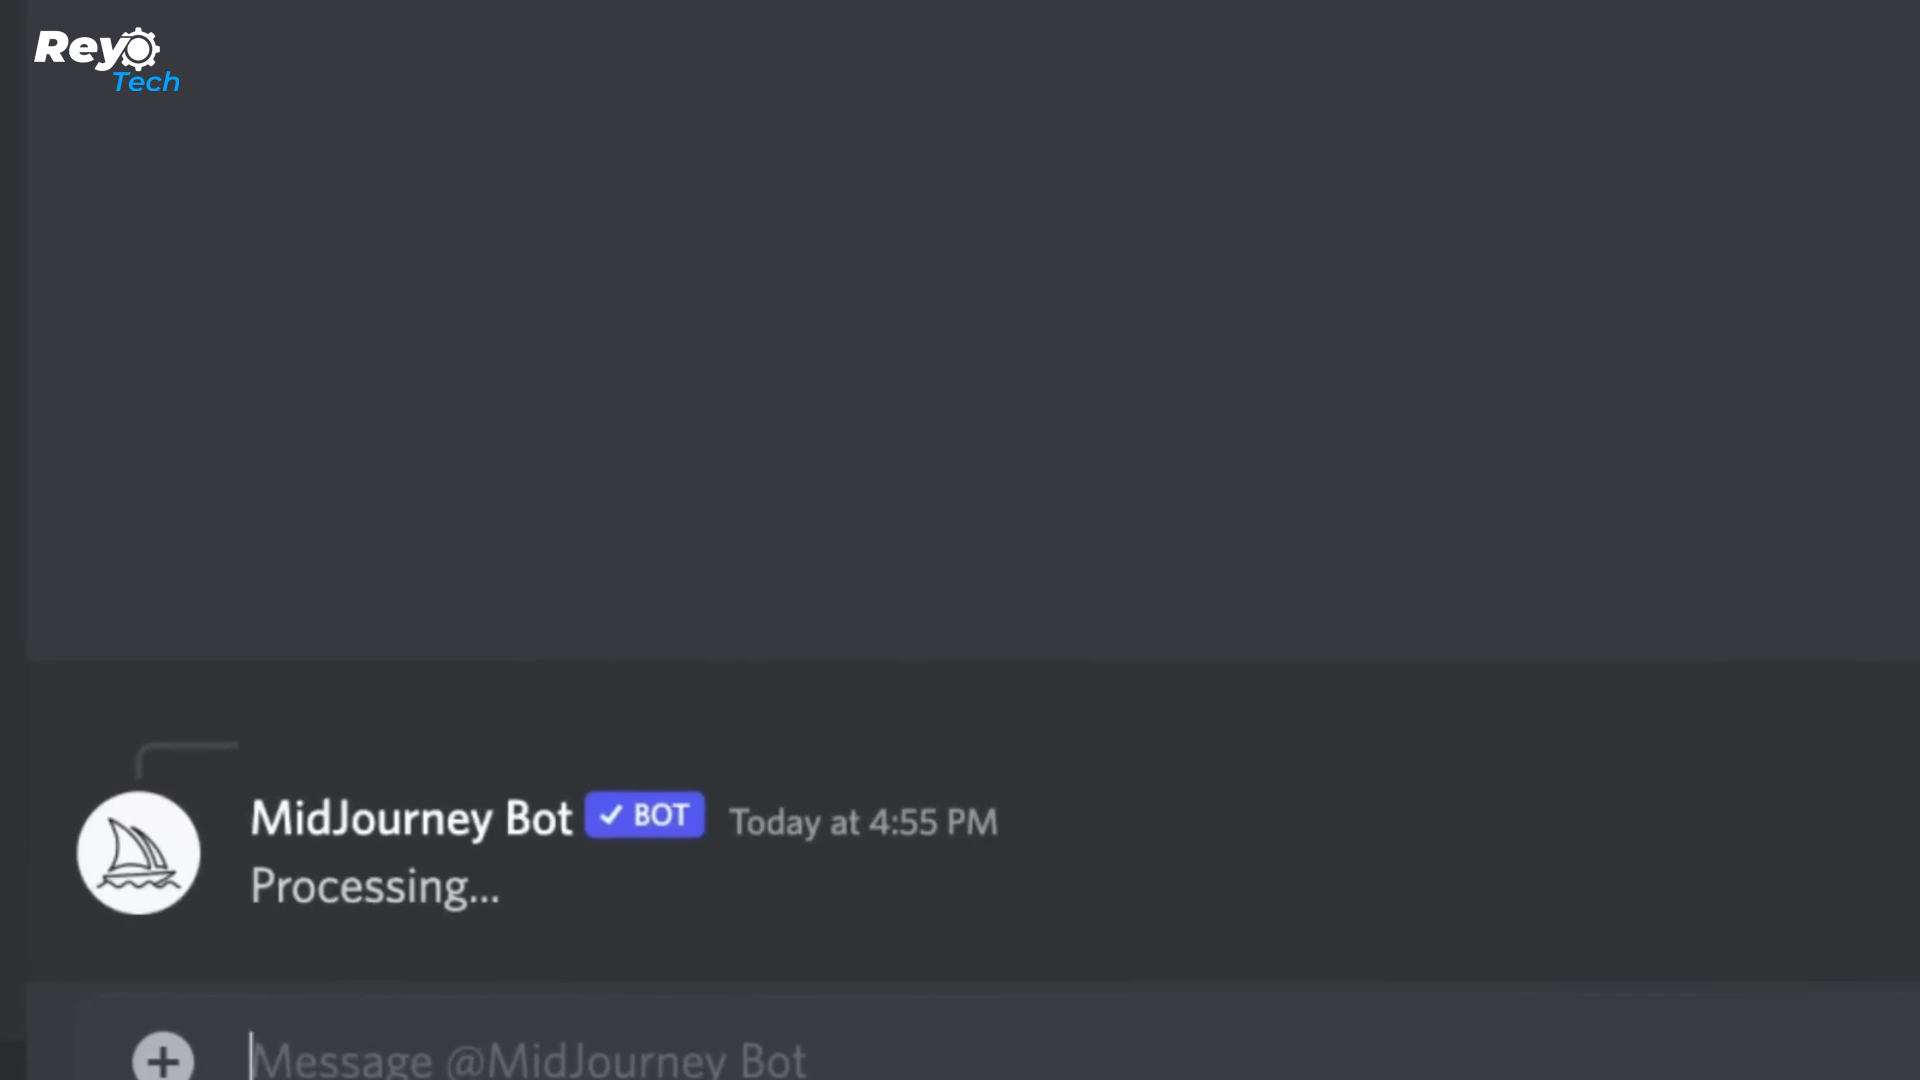 Reyo
Tech
MidJourney Bot ✓ BOT Today at 4:55 PM
Processing...
Message @MidJourney Bot